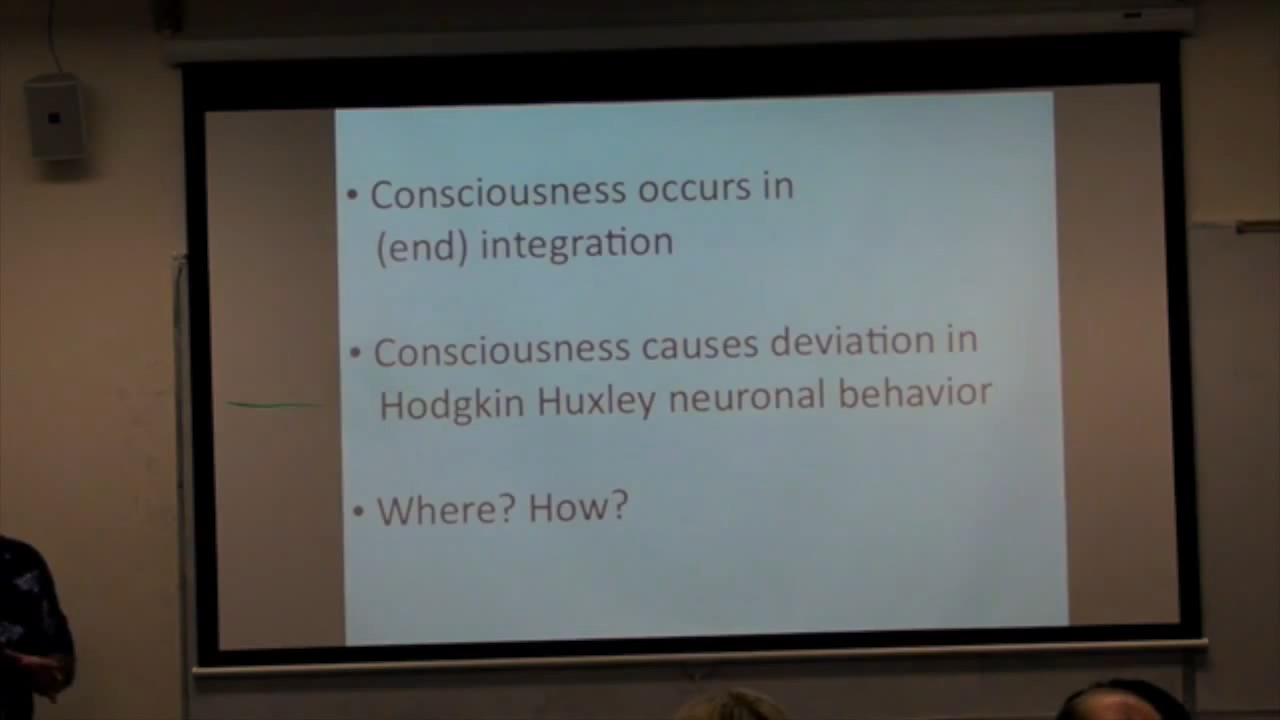 • Consciousness occurs in
(end) integration
• Consciousness causes deviation in
Hodgkin Huxley neuronal behavior
• Where? How?